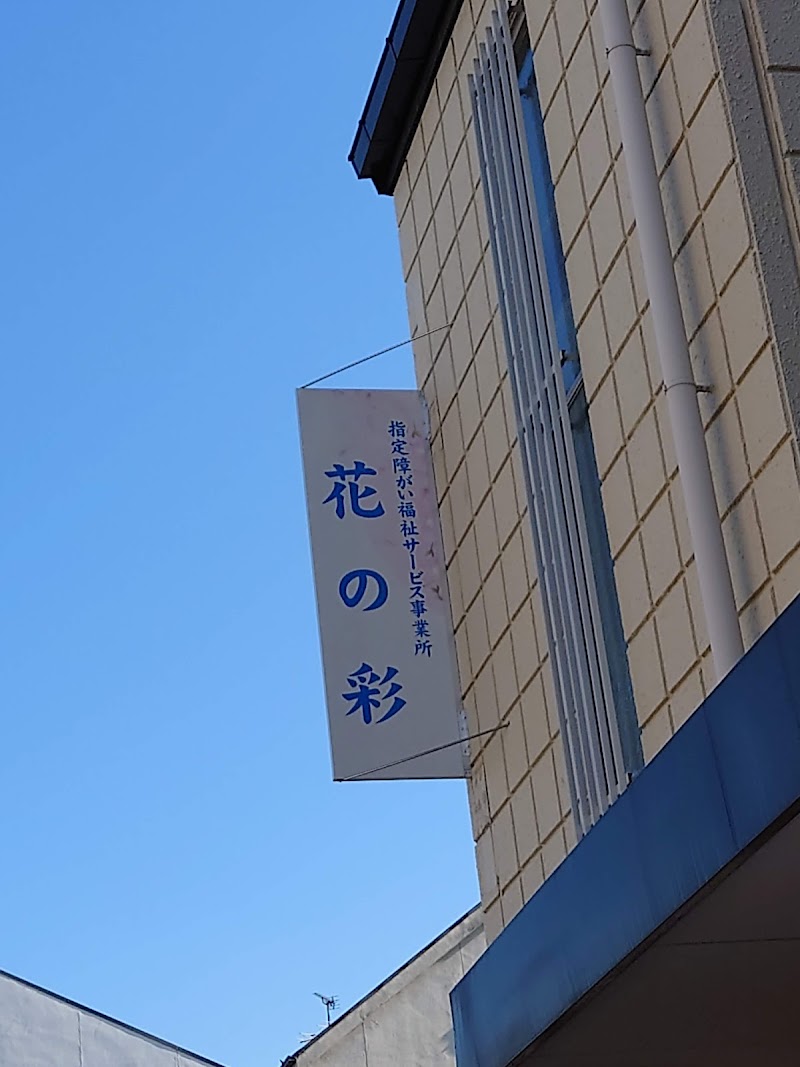 指定障がい福祉サービス事業所
花の彩